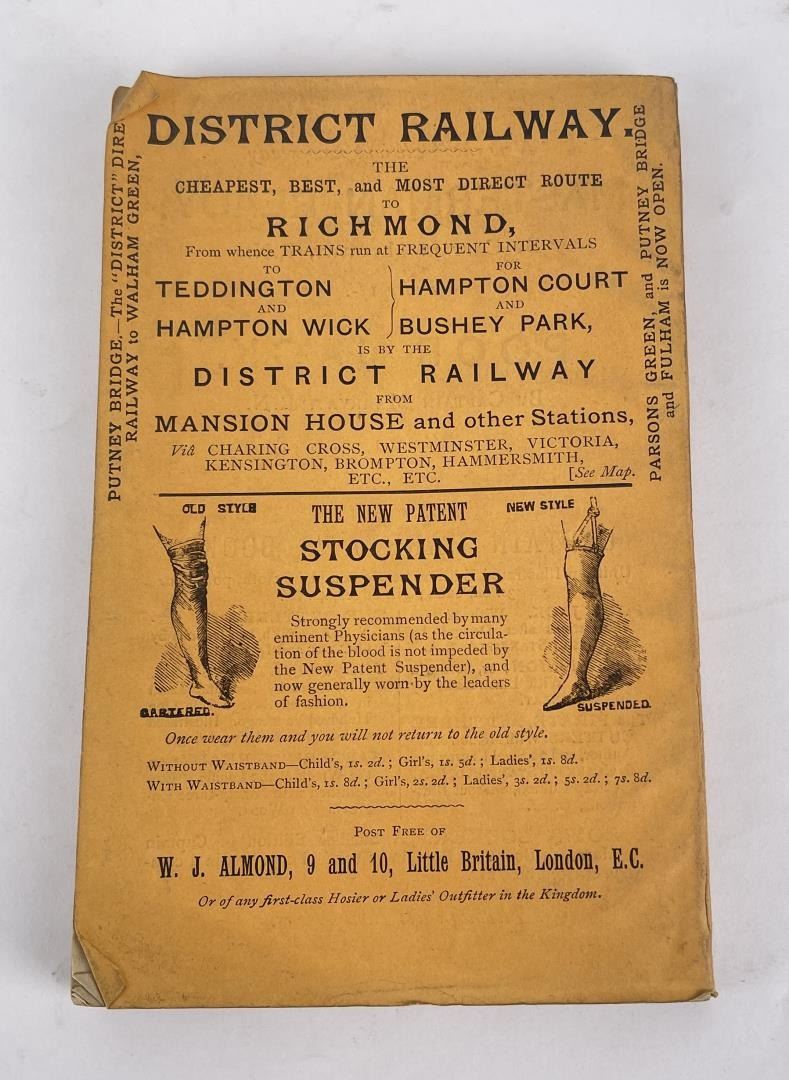 DISTRICT RAILWAY.
THE
CHEAPEST, BEST, and MOST DIRECT ROUTE
TO
RICHMOND,
From whence TRAINS run at FREQUENT INTERVALS
TO
TEDDINGTON
AND
HAMPTON WICK
FOR
HAMPTON COURT
AND
BUSHEY PARK,
IS BY THE
DISTRICT RAILWAY
FROM
MANSION HOUSE and other Stations,
Viâ CHARING CROSS, WESTMINSTER, VICTORIA,
KENSINGTON, BROMPTON, HAMMERSMITH,
ETC., ETC. [See Map.
PUTNEY BRIDGE.—The "DISTRICT" DIRE
RAILWAY to WALHAM GREEN,
PARSONS GREEN, and PUTNEY BRIDGE
and FULHAM is NOW OPEN.
OLD STYLE
GARTERED.
THE NEW PATENT
STOCKING
SUSPENDER
Strongly recommended by many
eminent Physicians (as the circula-
tion of the blood is not impeded by
the New Patent Suspender), and
now generally worn by the leaders
of fashion.
NEW STYLE
SUSPENDED.
Once wear them and you will not return to the old style.
WITHOUT WAISTBAND—Child's, 1s. 2d.; Girl's, 1s. 5d.; Ladies', 1s. 8d.
WITH WAISTBAND—Child's, 1s. 8d.; Girl's, 2s. 2d.; Ladies', 3s. 2d.; 5s. 2d.; 7s. 8d.
POST FREE OF
W. J. ALMOND, 9 and 10, Little Britain, London, E.C.
Or of any first-class Hosier or Ladies' Outfitter in the Kingdom.